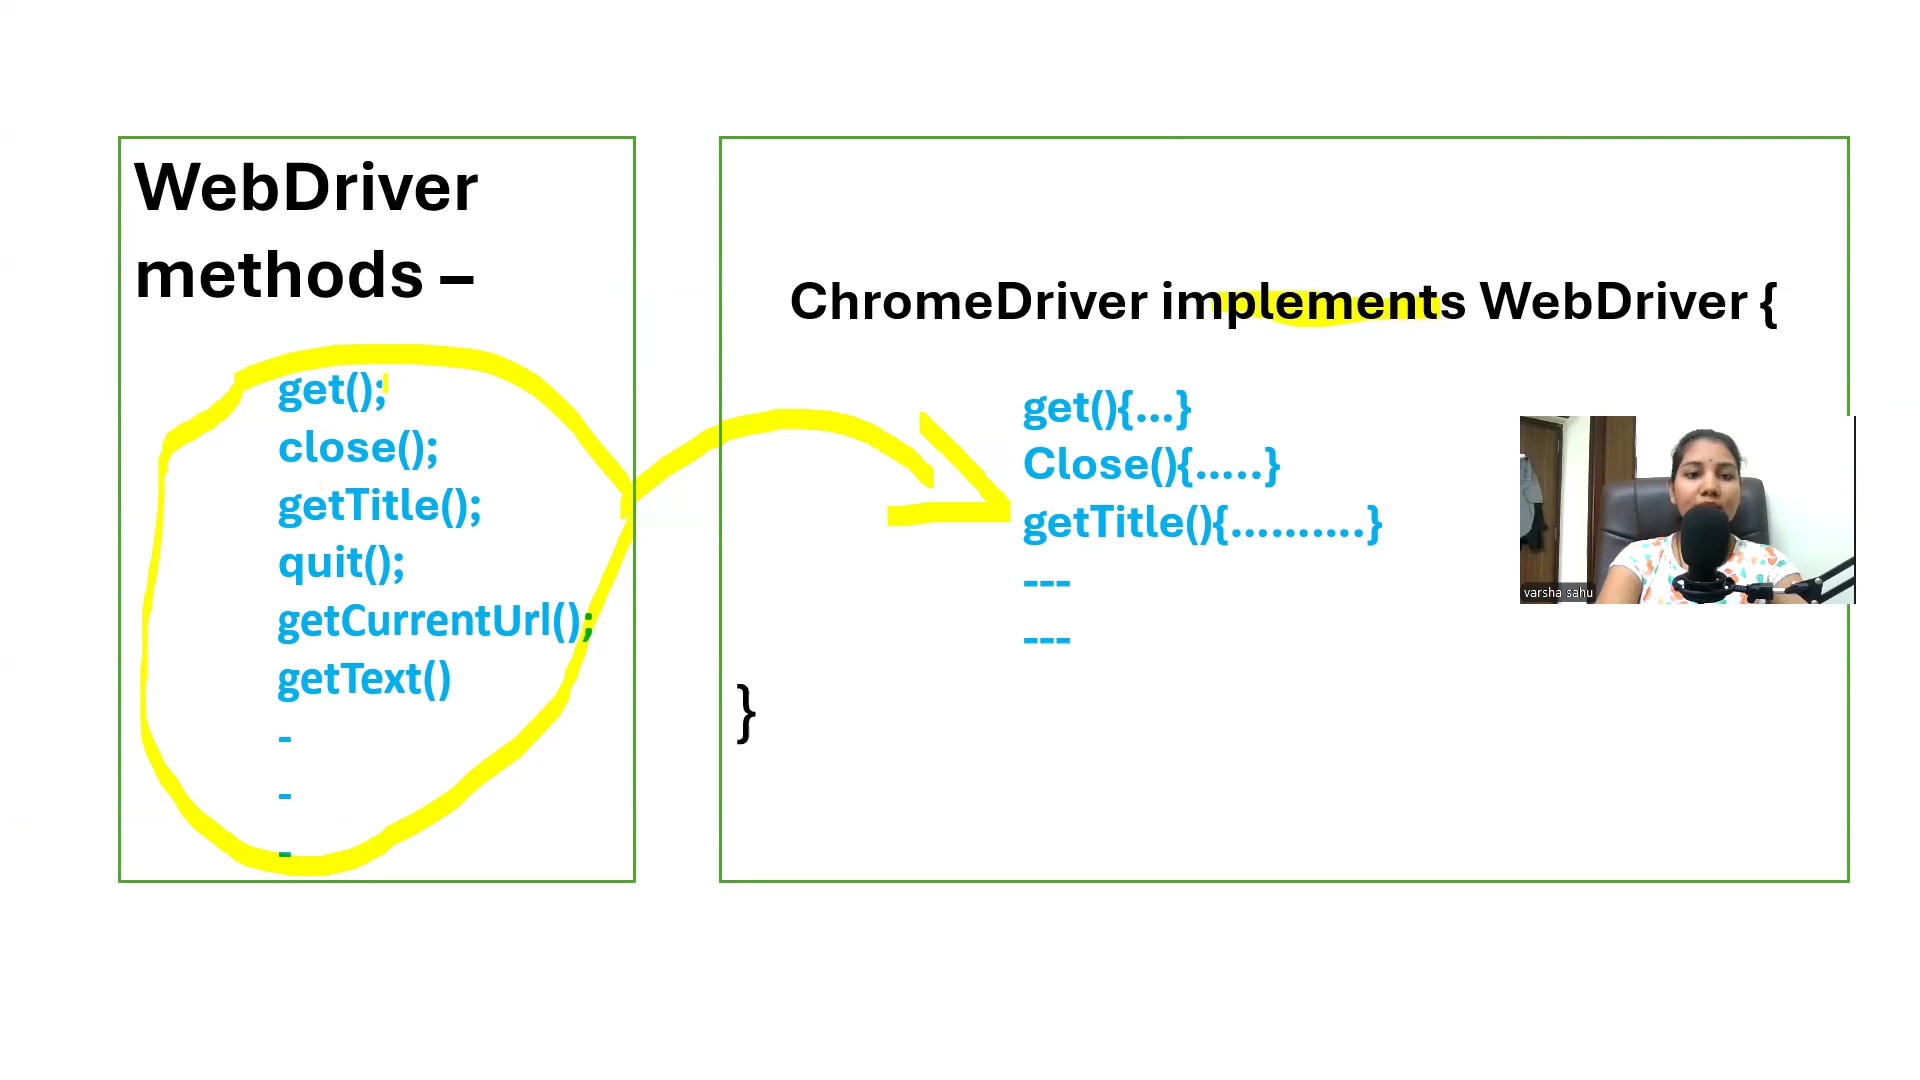 WebDriver
methods –
get();
close();
getTitle();
quit();
getCurrentUrl();
getText()
-
-
-
ChromeDriver implements WebDriver {
get(){...}
Close(){.....}
getTitle(){..........}
---
---
}
varsha sahu